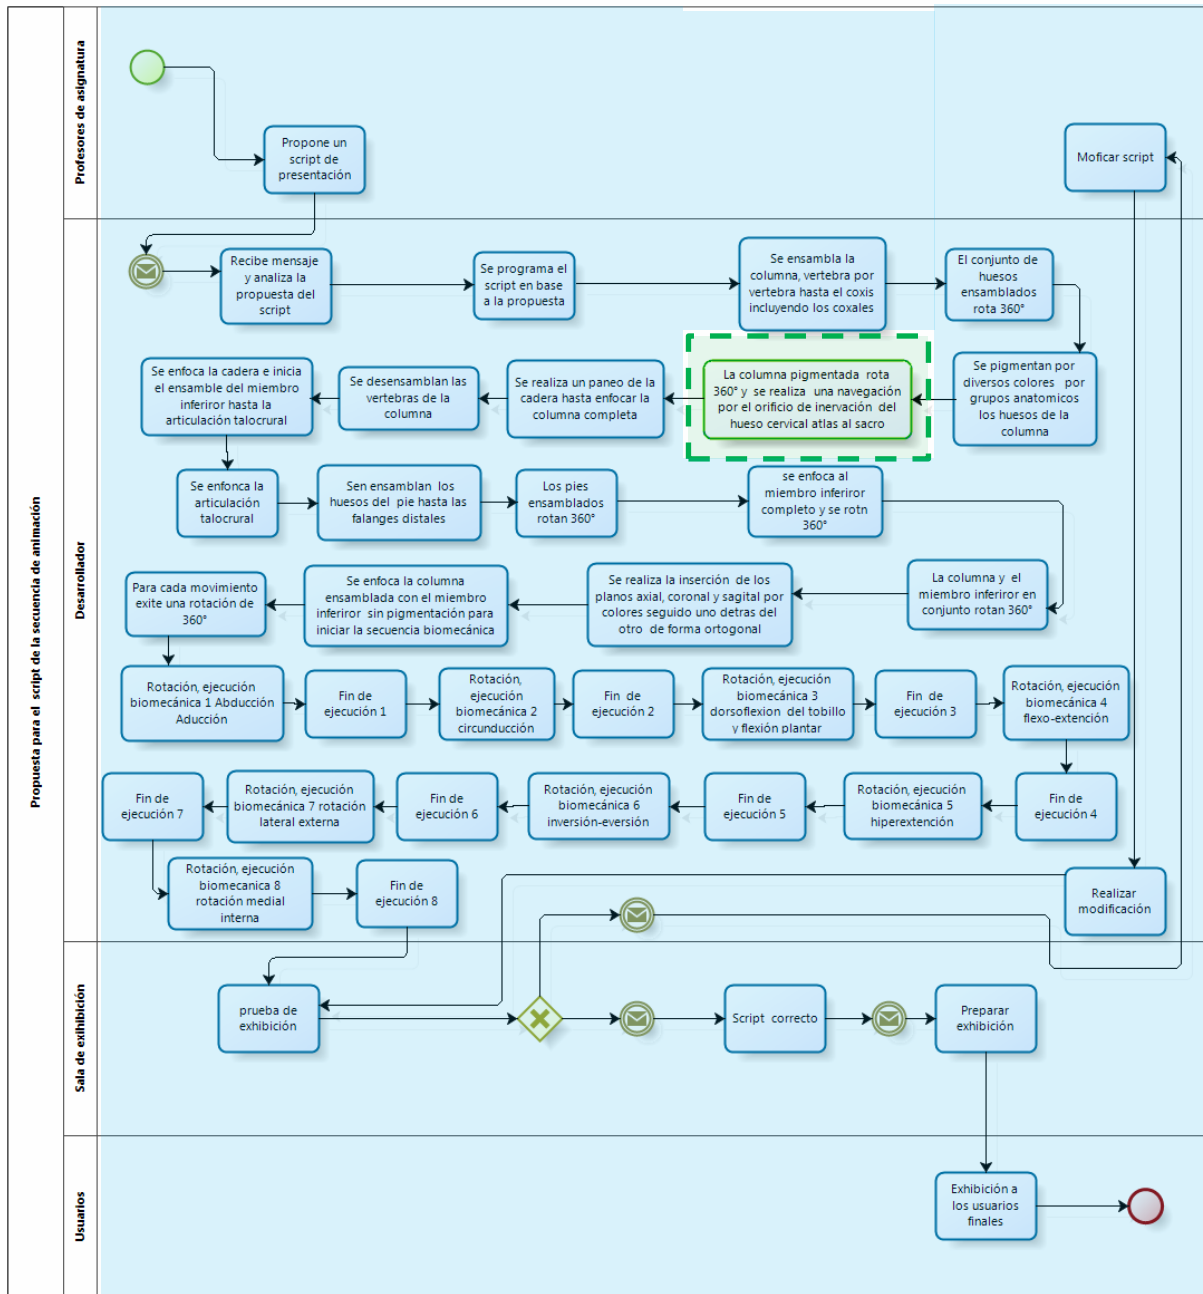 Propuesta para el script de la secuencia de animación
Profesores de asignatura
Propone un
script de
presentación
Moficar script
Desarrollador
Recibe mensaje
y analiza la
propuesta del
script
Se programa el
script en base
a la propuesta
Se ensambla la
columna, vertebra por
vertebra hasta el coxis
incluyendo los coxales
El conjunto de
huesos
ensamblados
rota 360°
Se pigmentan por
diversos colores por
grupos anatomicos
los huesos de la
columna
La columna pigmentada rota
360° y se realiza una navegación
por el orificio de inervación del
hueso cervical atlas al sacro
Se realiza un paneo de la
cadera hasta enfocar la
columna completa
Se desensamblan las
vertebras de la
columna
Se enfoca la cadera e inicia
el ensamble del miembro
inferiror hasta la
articulación talocrural
Se enfonca la
articulación
talocrural
Sen ensamblan los
huesos del pie hasta las
falanges distales
Los pies
ensamblados
rotan 360°
se enfoca al
miembro inferiror
completo y se rotn
360°
La columna y el
miembro inferiror en
conjunto rotan 360°
Se realiza la inserción de los
planos axial, coronal y sagital por
colores seguido uno detras del
otro de forma ortogonal
Se enfoca la columna
ensamblada con el miembro
inferiror sin pigmentación para
iniciar la secuencia biomecánica
Para cada movimiento
exite una rotación de
360°
Rotación, ejecución
biomecánica 1 Abducción
Aducción
Fin de
ejecución 1
Rotación,
ejecución
biomecánica 2
circunducción
Fin de
ejecución 2
Rotación, ejecución
biomecánica 3
dorsoflexion del tobillo
y flexión plantar
Fin de
ejecución 3
Rotación, ejecución
biomecánica 4
flexo-extención
Fin de
ejecución 4
Rotación, ejecución
biomecánica 5
hiperextención
Fin de
ejecución 5
Rotación, ejecución
biomecánica 6
inversión-eversión
Fin de
ejecución 6
Rotación, ejecución
biomecánica 7 rotación
lateral externa
Fin de
ejecución 7
Rotación, ejecución
biomecanica 8
rotación medial
interna
Fin de
ejecución 8
Realizar
modificación
Sala de exhihibición
prueba de
exhibición
Script correcto
Preparar
exhibición
Usuarios
Exhibición a
los usuarios
finales